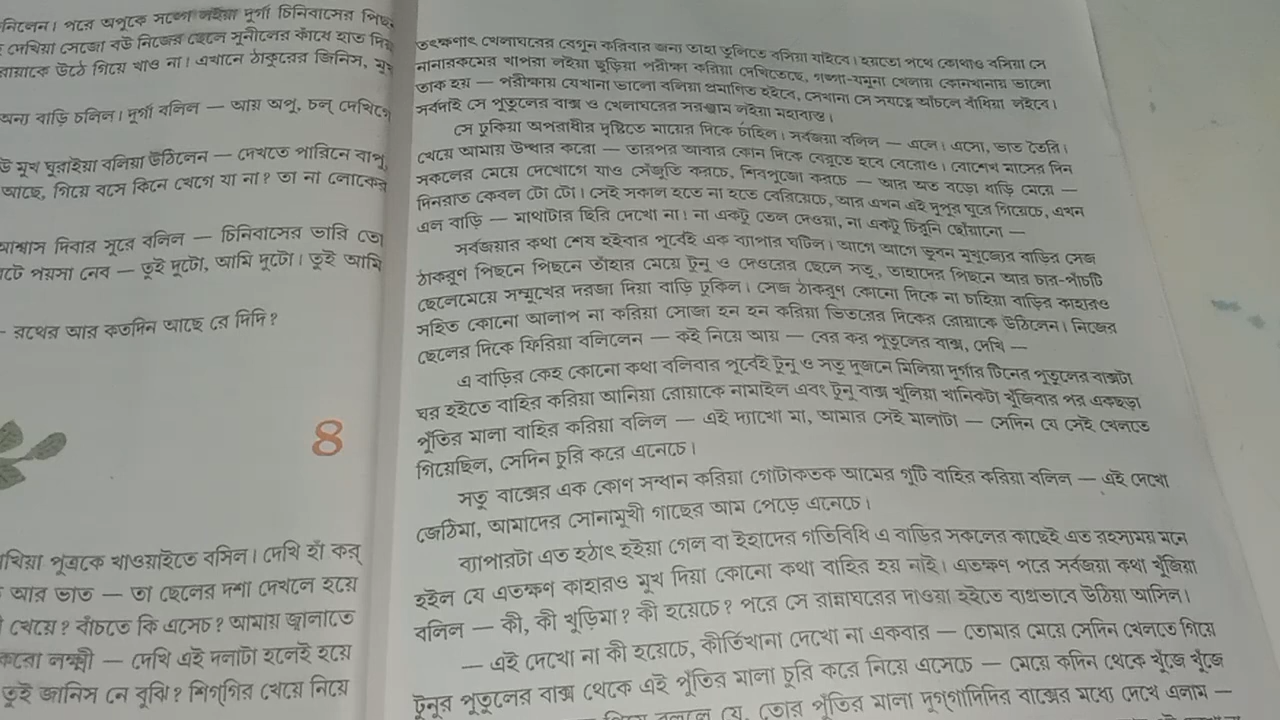 নিলেন। পরে অপুকে সঙ্গে লইয়া দুর্গা চিনিবাসের পিছ
দেখিয়া সেজো বউ নিজের ছেলে সুনীলের কাঁধে হাত দিয়
রোয়াকে উঠে গিয়ে খাও না। এখানে ঠাকুরের জিনিস, মুখ
অন্য বাড়ি চলিল। দুর্গা বলিল — আয় অপু, চল্ দেখিগে
উ মুখ ঘুরাইয়া বলিয়া উঠিলেন — দেখতে পারিনে বাপু
আছে, গিয়ে বসে কিনে খেগে যা না? তা না লোকের
আশ্বাস দিবার সুরে বলিল — চিনিবাসের ভারি তো
পয়সা নেব — তুই দুটো, আমি দুটো। তুই আমি
- রথের আর কতদিন আছে রে দিদি?
8
খিয়া পুত্রকে খাওয়াইতে বসিল। দেখি হাঁ কর্
আর ভাত — তা ছেলের দশা দেখলে হয়ে
খেয়ে? বাঁচতে কি এসেচ? আমায় জ্বালাতে
করো লক্ষ্মী — দেখি এই দলাটা হলেই হয়ে
তুই জানিস নে বুঝি? শিগ্‌গির খেয়ে নিয়ে
তৎক্ষণাৎ খেলাঘরের বেগুন করিবার জন্য তাহা তুলিতে বসিয়া যাইবে। হয়তো পথে কোথাও বসিয়া সে
নানারকমের খাপরা লইয়া ছুড়িয়া পরীক্ষা করিয়া দেখিতেছে, গঙ্গা-যমুনা খেলায় কোনখানায় ভালো
তাক হয় — পরীক্ষায় যেখানা ভালো বলিয়া প্রমাণিত হইবে, সেখানা সে সযত্নে আঁচলে বাঁধিয়া লইবে।
সর্বদাই সে পুতুলের বাক্স ও খেলাঘরের সরঞ্জাম লইয়া মহাব্যস্ত।
সে ঢুকিয়া অপরাধীর দৃষ্টিতে মায়ের দিকে চাহিল। সর্বজয়া বলিল — এলে। এসো, ভাত তৈরি।
খেয়ে আমায় উদ্ধার করো — তারপর আবার কোন দিকে বেরুতে হবে বেরোও। বোশেখ মাসের দিন
সকলের মেয়ে দেখোগে যাও সেঁজুতি করচে, শিবপুজো করচে — আর অত বড়ো ধাড়ি মেয়ে —
দিনরাত কেবল টো টো। সেই সকাল হতে না হতে বেরিয়েচে, আর এখন এই দুপুর ঘুরে গিয়েচে, এখন
এল বাড়ি — মাথাটার ছিরি দেখো না। না একটু তেল দেওয়া, না একটু চিরুনি ছোঁয়ানো —
সর্বজয়ার কথা শেষ হইবার পূর্বেই এক ব্যাপার ঘটিল। আগে আগে ভুবন মুখুজ্যের বাড়ির সেজ
ঠাকরুণ পিছনে পিছনে তাঁহার মেয়ে টুনু ও দেওরের ছেলে সতু, তাহাদের পিছনে আর চার-পাঁচটি
ছেলেমেয়ে সম্মুখের দরজা দিয়া বাড়ি ঢুকিল। সেজ ঠাকরুণ কোনো দিকে না চাহিয়া বাড়ির কাহারও
সহিত কোনো আলাপ না করিয়া সোজা হন হন করিয়া ভিতরের দিকের রোয়াকে উঠিলেন। নিজের
ছেলের দিকে ফিরিয়া বলিলেন — কই নিয়ে আয় — বের কর পুতুলের বাক্স, দেখি —
এ বাড়ির কেহ কোনো কথা বলিবার পূর্বেই টুনু ও সতু দুজনে মিলিয়া দুর্গার টিনের পুতুলের বাক্সটা
ঘর হইতে বাহির করিয়া আনিয়া রোয়াকে নামাইল এবং টুনু বাক্স খুলিয়া খানিকটা খুঁজিবার পর একছড়া
পুঁতির মালা বাহির করিয়া বলিল — এই দ্যাখো মা, আমার সেই মালাটা — সেদিন যে সেই খেলতে
গিয়েছিল, সেদিন চুরি করে এনেচে।
সতু বাক্সের এক কোণ সন্ধান করিয়া গোটাকতক আমের গুটি বাহির করিয়া বলিল — এই দেখো
জেঠিমা, আমাদের সোনামুখী গাছের আম পেড়ে এনেচে।
ব্যাপারটা এত হঠাৎ হইয়া গেল বা ইহাদের গতিবিধি এ বাড়ির সকলের কাছেই এত রহস্যময় মনে
হইল যে এতক্ষণ কাহারও মুখ দিয়া কোনো কথা বাহির হয় নাই। এতক্ষণ পরে সর্বজয়া কথা খুঁজিয়া
বলিল — কী, কী খুড়িমা? কী হয়েচে? পরে সে রান্নাঘরের দাওয়া হইতে ব্যগ্রভাবে উঠিয়া আসিল।
— এই দেখো না কী হয়েচে, কীর্তিখানা দেখো না একবার — তোমার মেয়ে সেদিন খেলতে গিয়ে
টুনুর পুতুলের বাক্স থেকে এই পুঁতির মালা চুরি করে নিয়ে এসেচে — মেয়ে কদিন থেকে খুঁজে খুঁজে
বললে যে, তোর পুঁতির মালা দুগ্‌গাদিদির বাক্সের মধ্যে দেখে এলাম —